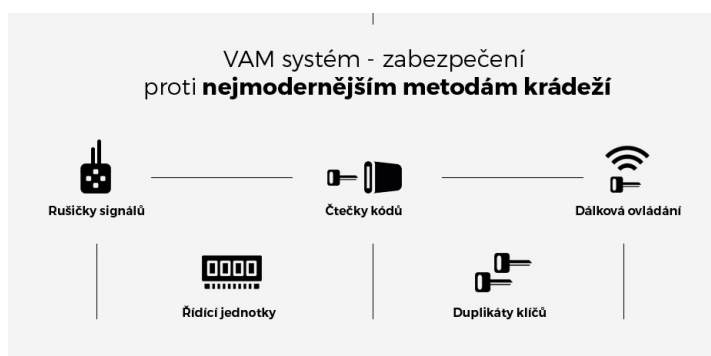 VAM systém - zabezpečení
proti nejmodernějším metodám krádeží
Rušičky signálů
Čtečky kódů
Dálková ovládání
Řídící jednotky
Duplikáty klíčů